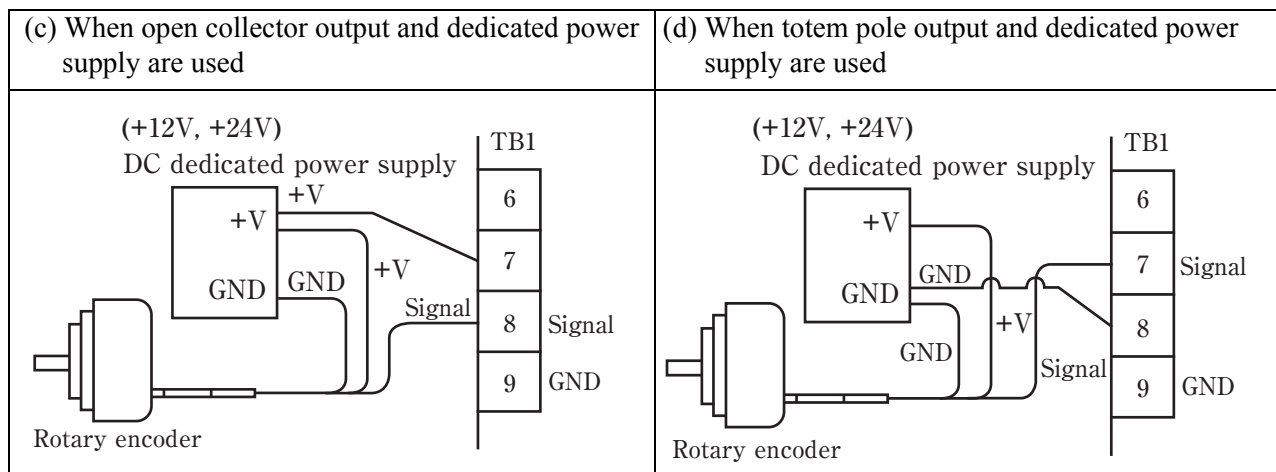 (c) When open collector output and dedicated power
supply are used
(+12V, +24V)
DC dedicated power supply
TB1
+V
+V
6
+V
7
GND
GND
Signal
8
Signal
9
GND
Rotary encoder
(d) When totem pole output and dedicated power
supply are used
(+12V, +24V)
DC dedicated power supply
TB1
6
+V
7
Signal
GND
GND
+V
8
GND
Signal
9
GND
Rotary encoder